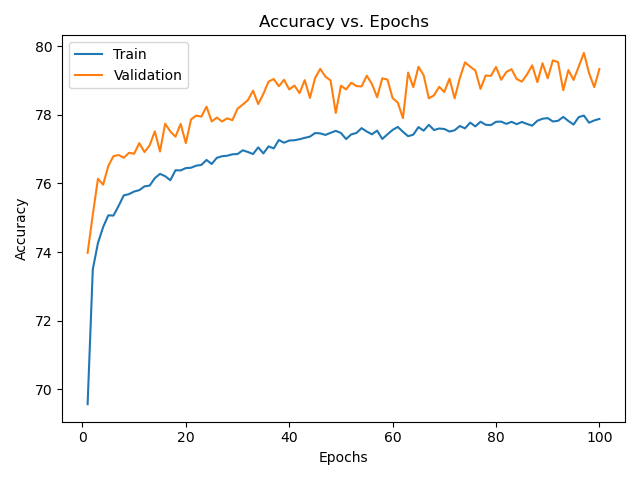 Accuracy vs. Epochs
Train
Validation
80
78
76
74
72
70
Accuracy
0 20 40 60 80 100
Epochs